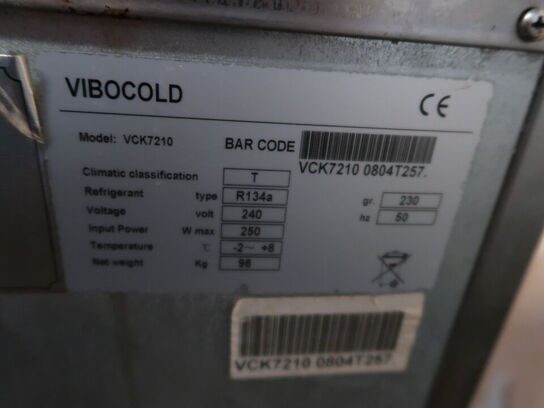 VIBOCOLD
CE
Model: VCK7210 BAR CODE
VCK7210 0804T257.
Climatic classification T
Refrigerant type R134a gr. 230
Voltage volt 240 hz 50
Input Power W max 250
Temperature °C -2~ +8
Net weight Kg 98
VCK7210 0804T257